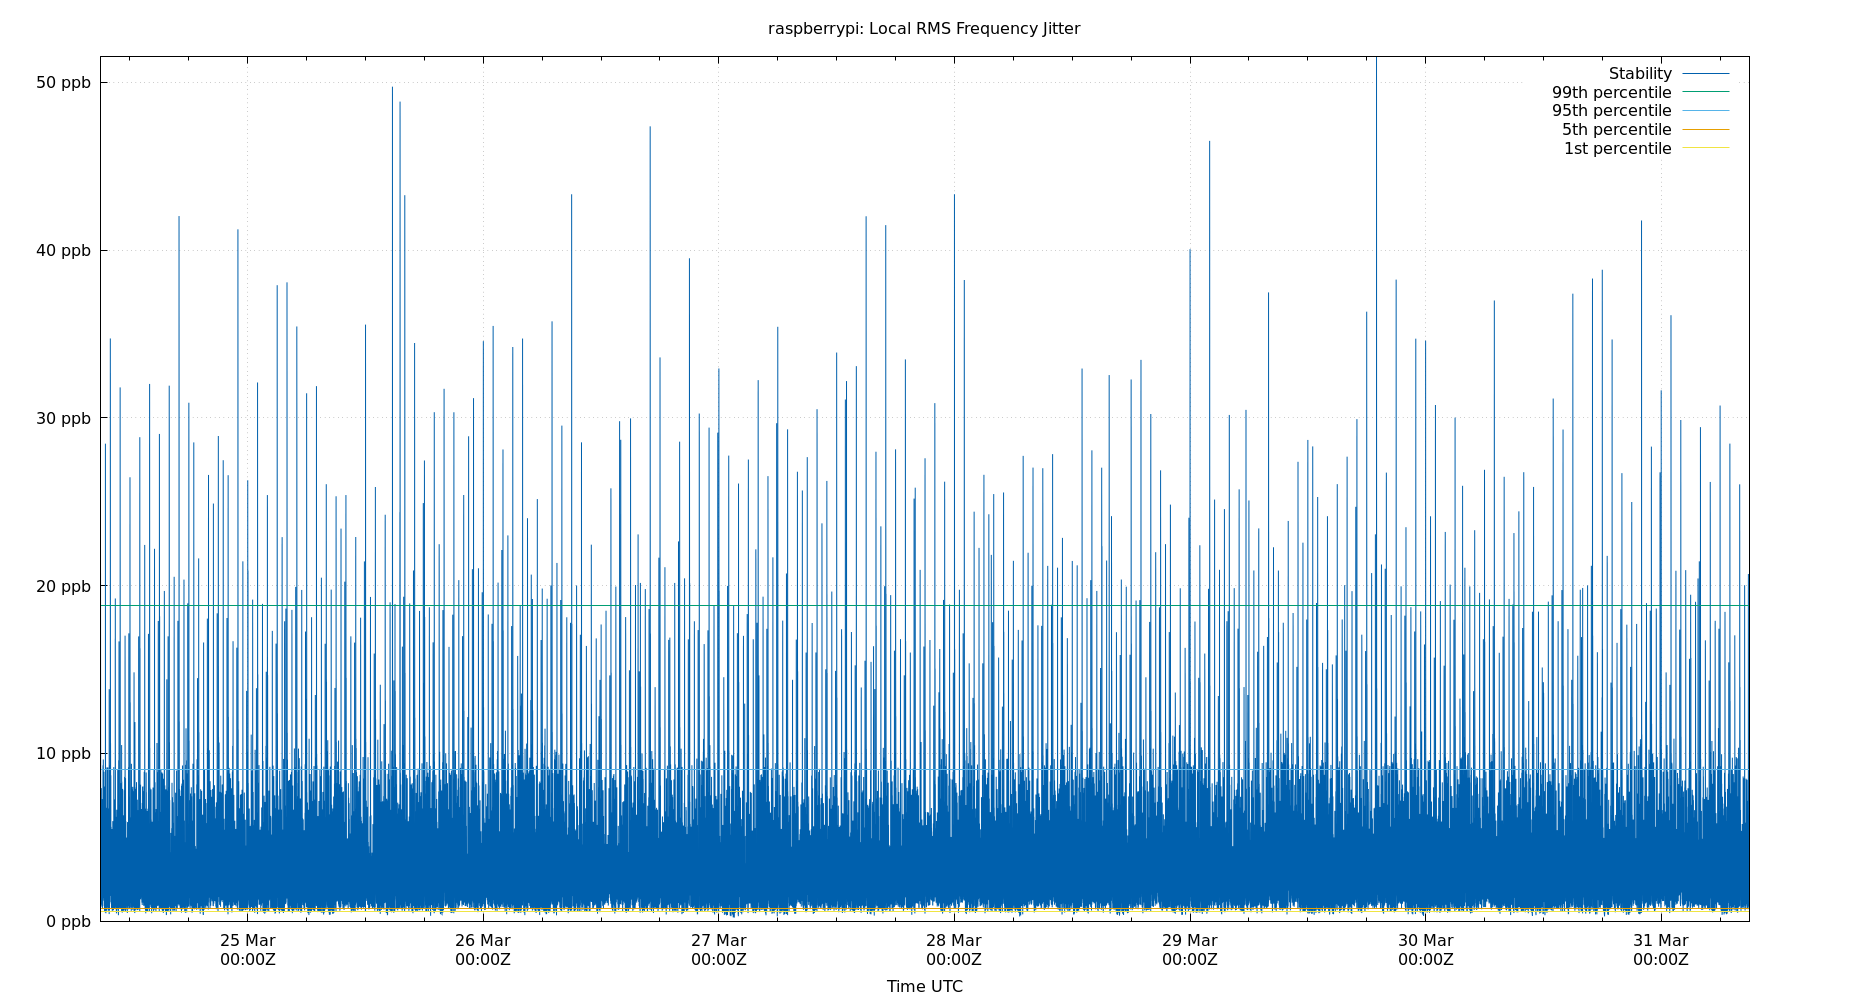 raspberrypi: Local RMS Frequency Jitter
50 ppb
40 ppb
30 ppb
20 ppb
10 ppb
0 ppb
Stability
99th percentile
95th percentile
5th percentile
1st percentile
25 Mar
00:00Z
26 Mar
00:00Z
27 Mar
00:00Z
28 Mar
00:00Z
29 Mar
00:00Z
30 Mar
00:00Z
31 Mar
00:00Z
Time UTC